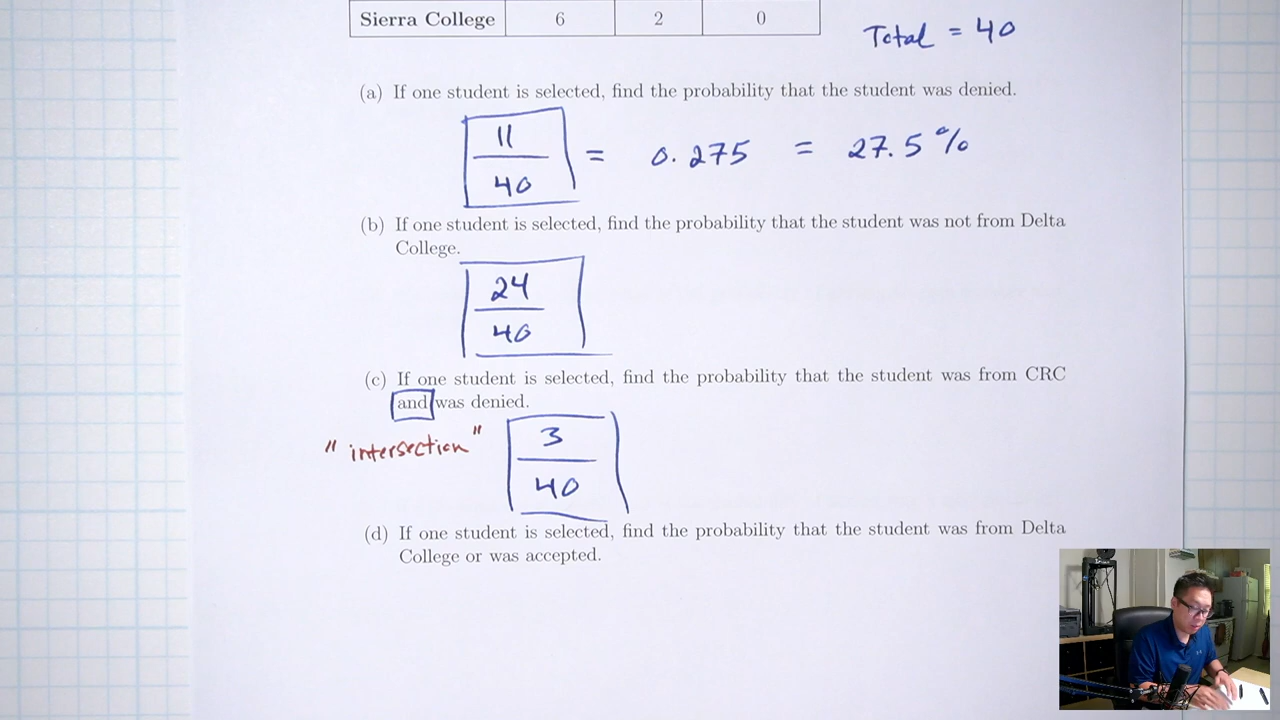 Sierra College 6 2 0
Total = 40
(a) If one student is selected, find the probability that the student was denied.
11/40 = 0.275 = 27.5%
(b) If one student is selected, find the probability that the student was not from Delta
College.
24/40
(c) If one student is selected, find the probability that the student was from CRC
and was denied.
"intersection"
3/40
(d) If one student is selected, find the probability that the student was from Delta
College or was accepted.